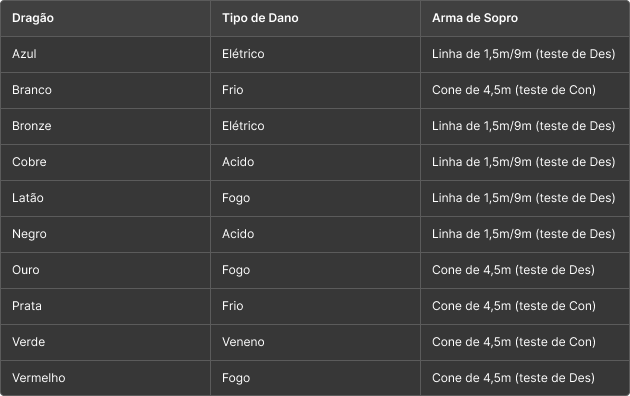 Dragão Tipo de Dano Arma de Sopro
Azul Elétrico Linha de 1,5m/9m (teste de Des)
Branco Frio Cone de 4,5m (teste de Con)
Bronze Elétrico Linha de 1,5m/9m (teste de Des)
Cobre Acido Linha de 1,5m/9m (teste de Des)
Latão Fogo Linha de 1,5m/9m (teste de Des)
Negro Acido Linha de 1,5m/9m (teste de Des)
Ouro Fogo Cone de 4,5m (teste de Des)
Prata Frio Cone de 4,5m (teste de Con)
Verde Veneno Cone de 4,5m (teste de Con)
Vermelho Fogo Cone de 4,5m (teste de Des)